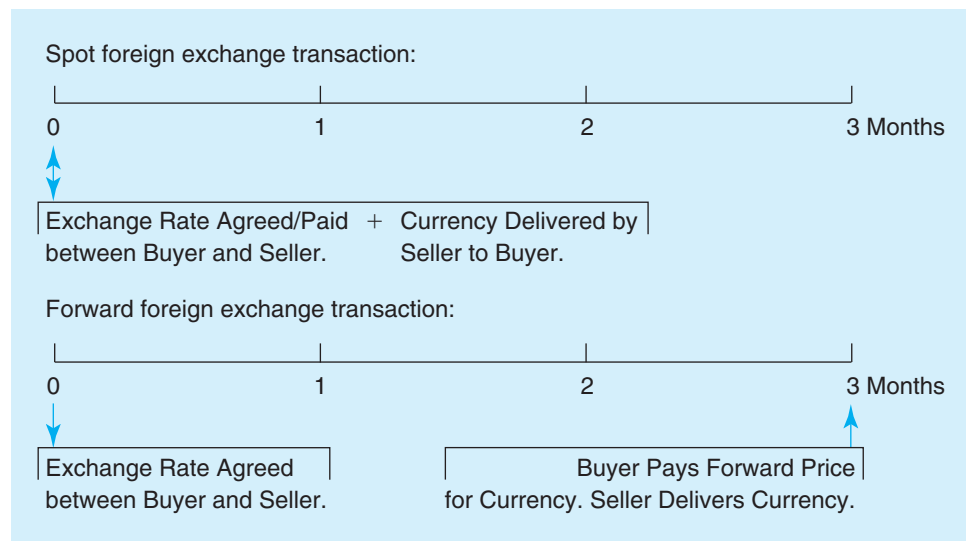 Spot foreign exchange transaction:
0 1 2 3 Months
Exchange Rate Agreed/Paid + Currency Delivered by
between Buyer and Seller. Seller to Buyer.
Forward foreign exchange transaction:
0 1 2 3 Months
Exchange Rate Agreed Buyer Pays Forward Price
between Buyer and Seller. for Currency. Seller Delivers Currency.